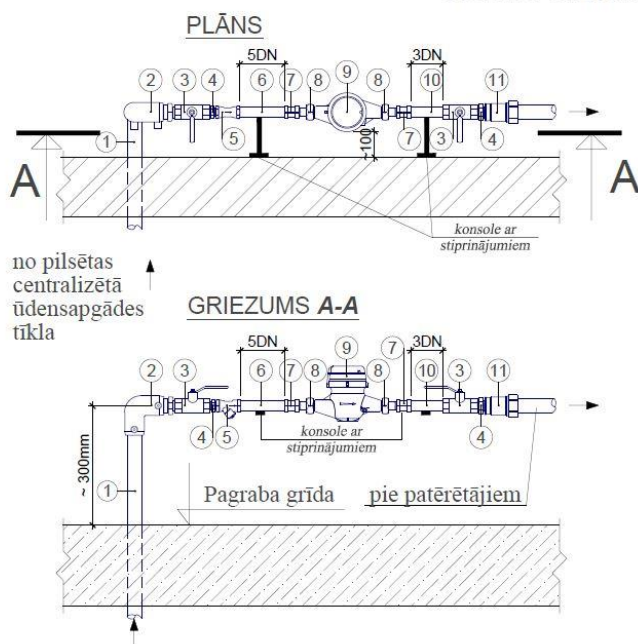 PLĀNS
5DN
3DN
2 3 4 6 7 8 9 8 10 11
5 7 3 4
1
~100
A A
konsole ar
stiprinājumiem
no pilsētas
centralizētā
ūdensapgādes
tīkla
GRIEZUMS A-A
5DN 7 3DN
2 3 6 7 8 9 8 10 3 11
4 5 4
konsole ar
stiprinājumiem
~ 300mm
1
Pagraba grīda
pie patērētājiem